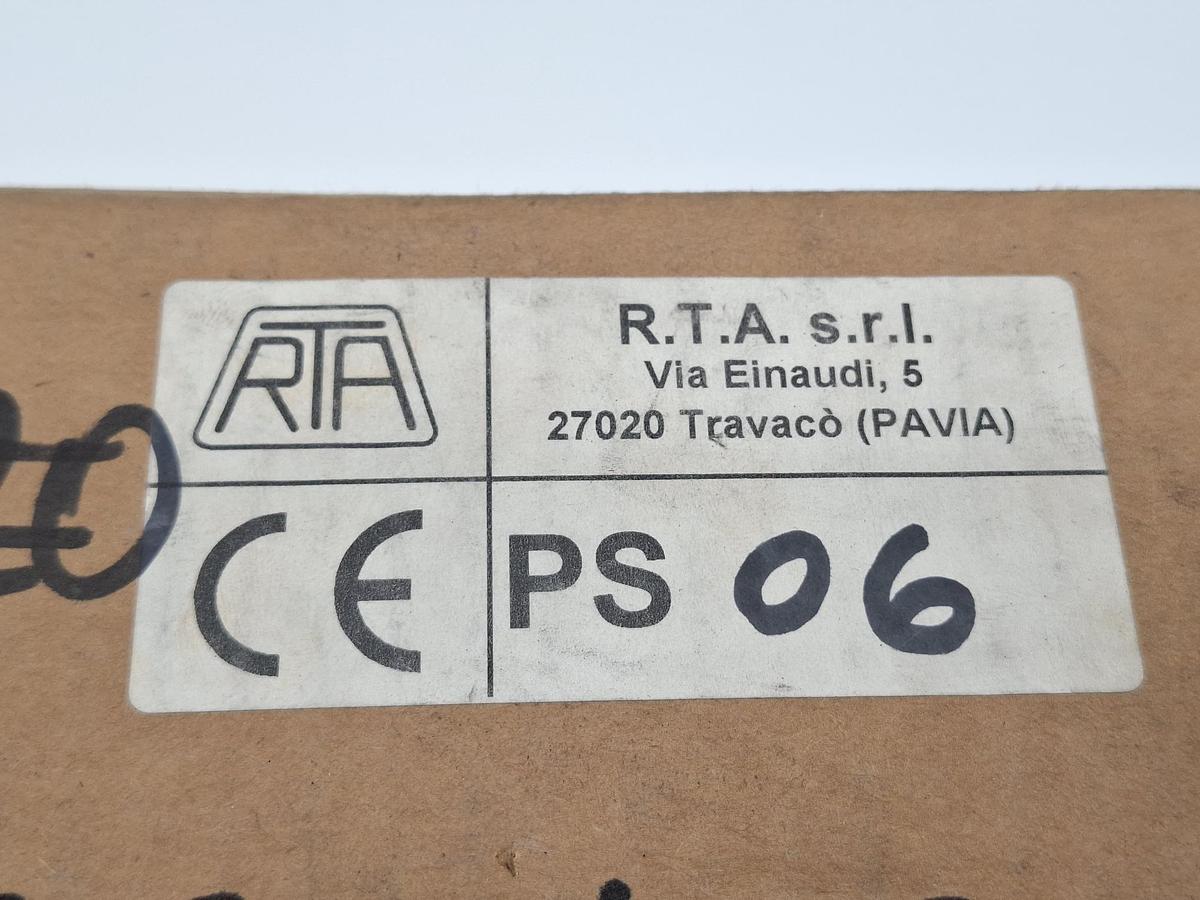 RTA
R.T.A. s.r.l.
Via Einaudi, 5
27020 Travacò (PAVIA)
CE
PS 06